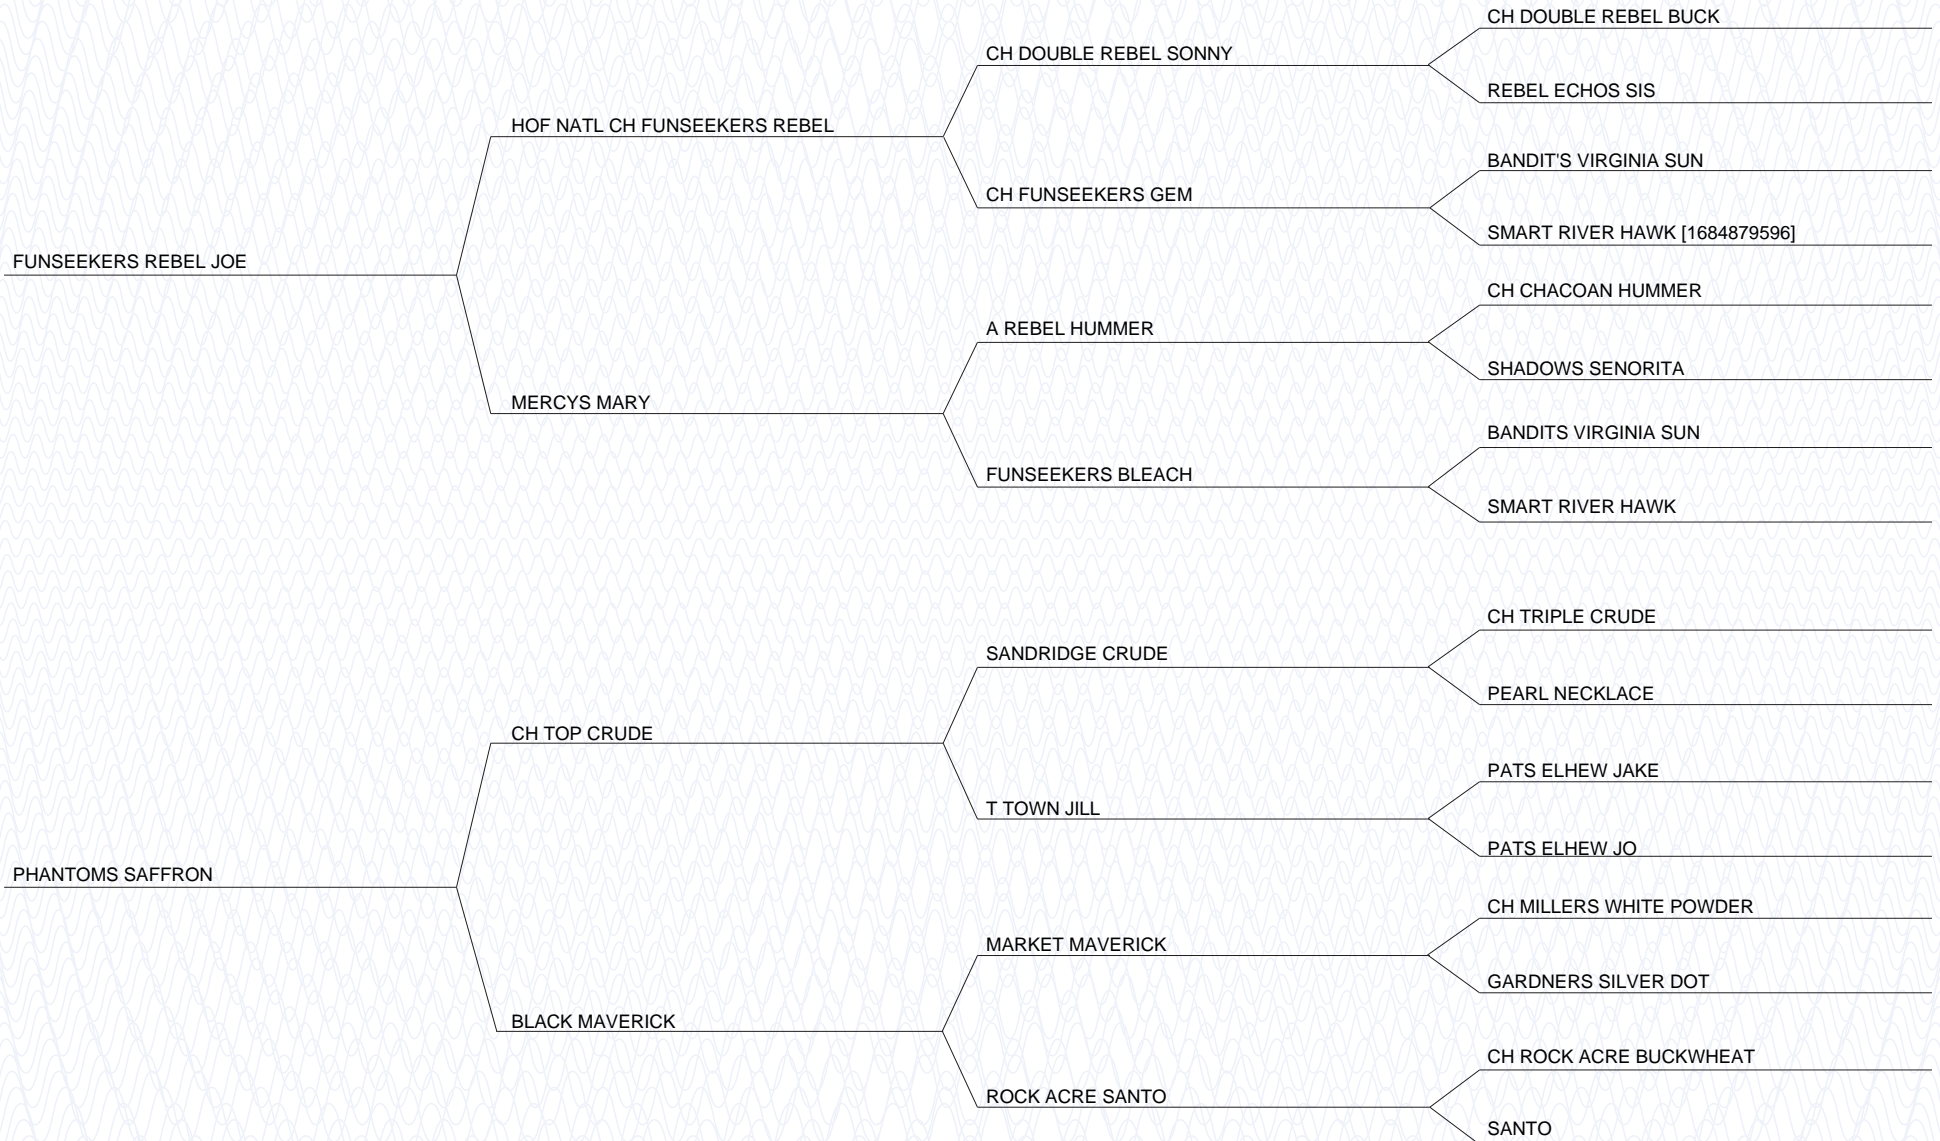 CH DOUBLE REBEL BUCK
CH DOUBLE REBEL SONNY
REBEL ECHOS SIS
HOF NATL CH FUNSEEKERS REBEL
BANDIT'S VIRGINIA SUN
CH FUNSEEKERS GEM
SMART RIVER HAWK [1684879596]
FUNSEEKERS REBEL JOE
CH CHACOAN HUMMER
A REBEL HUMMER
SHADOWS SENORITA
MERCYS MARY
BANDITS VIRGINIA SUN
FUNSEEKERS BLEACH
SMART RIVER HAWK
CH TRIPLE CRUDE
SANDRIDGE CRUDE
PEARL NECKLACE
CH TOP CRUDE
PATS ELHEW JAKE
T TOWN JILL
PATS ELHEW JO
PHANTOMS SAFFRON
CH MILLERS WHITE POWDER
MARKET MAVERICK
GARDNERS SILVER DOT
BLACK MAVERICK
CH ROCK ACRE BUCKWHEAT
ROCK ACRE SANTO
SANTO